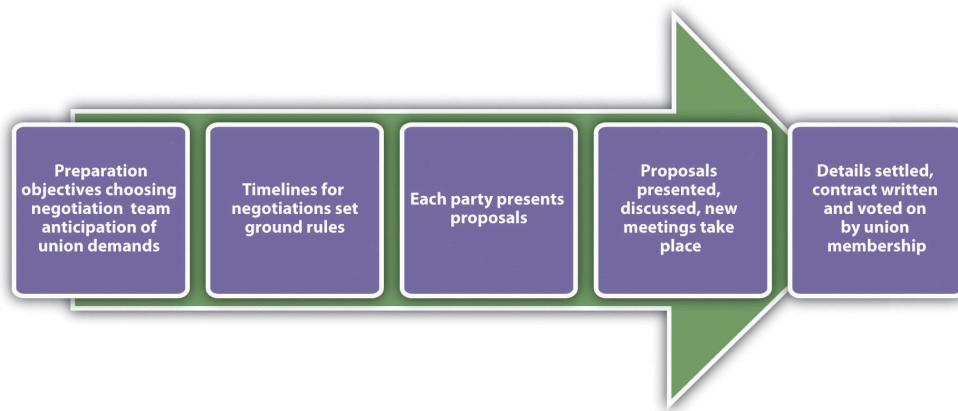 Preparation
objectives choosing
negotiation team
anticipation of
union demands
Timelines for
negotiations set
ground rules
Each party presents
proposals
Proposals
presented,
discussed, new
meetings take
place
Details settled,
contract written
and voted on
by union
membership